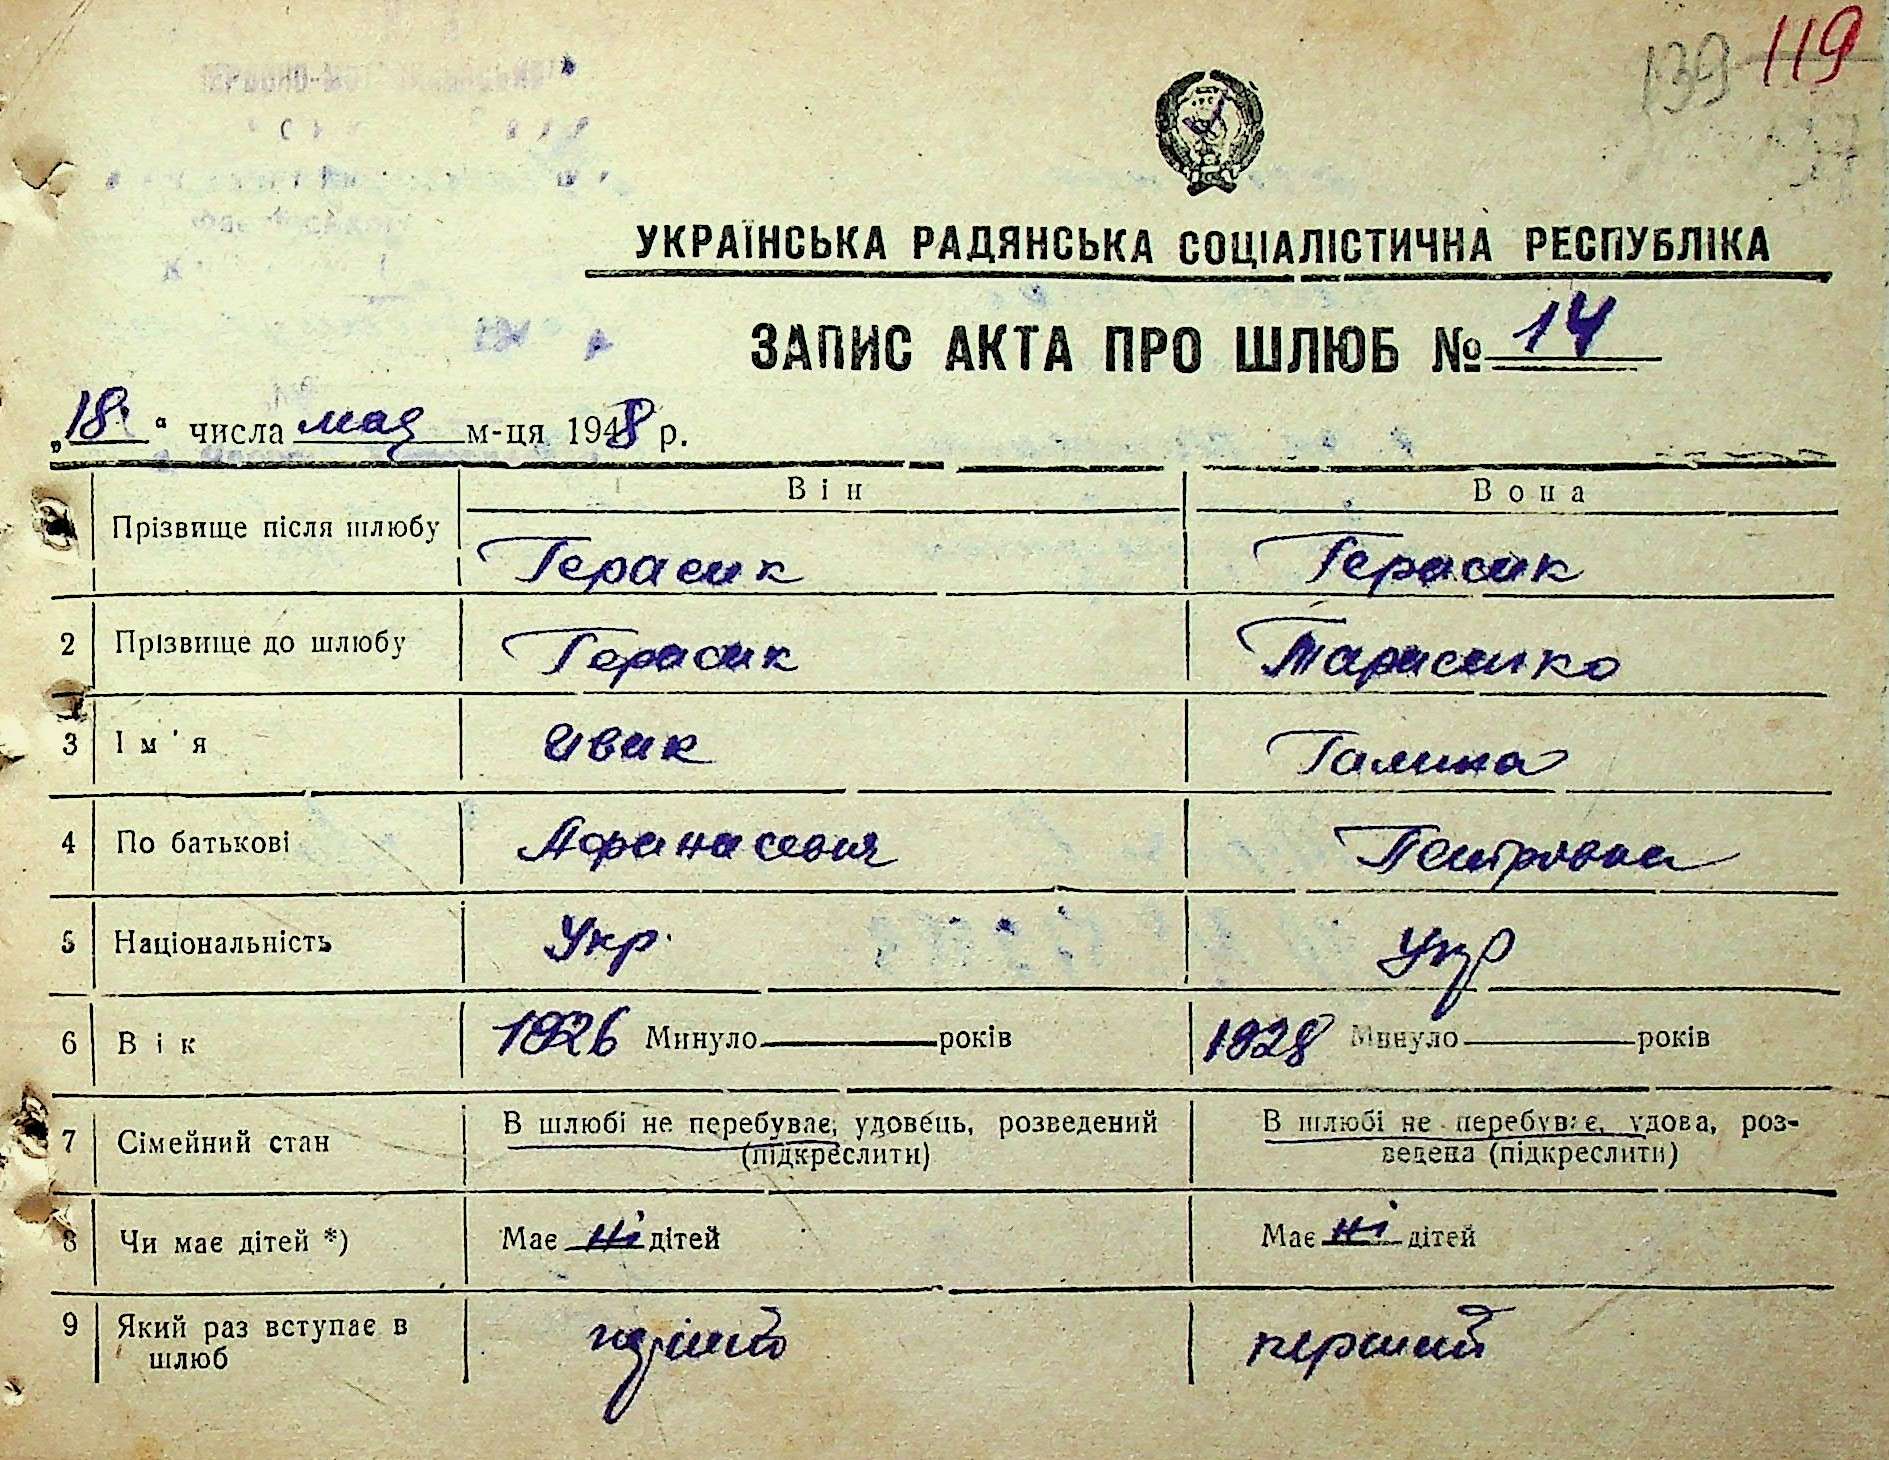 139 119
УКРАЇНСЬКА РАДЯНСЬКА СОЦІАЛІСТИЧНА РЕСПУБЛІКА
ЗАПИС АКТА ПРО ШЛЮБ № 14
„18" числа мая м-ця 1948 р.
Він Вона
Прізвище після шлюбу Герасик Герасик
2 Прізвище до шлюбу Герасик Тарасенко
3 Ім'я Иван Галина
4 По батькові Афанасевич Петровна
5 Національність Укр. Укр
6 Вік 1926 Минуло років 1928 Минуло років
7 Сімейний стан В шлюбі не перебуває, удовець, розведений (підкреслити) В шлюбі не перебуває, удова, роз-
ведена (підкреслити)
8 Чи має дітей *) Має ні дітей Має ні дітей
9 Який раз вступає в перший
шлюб